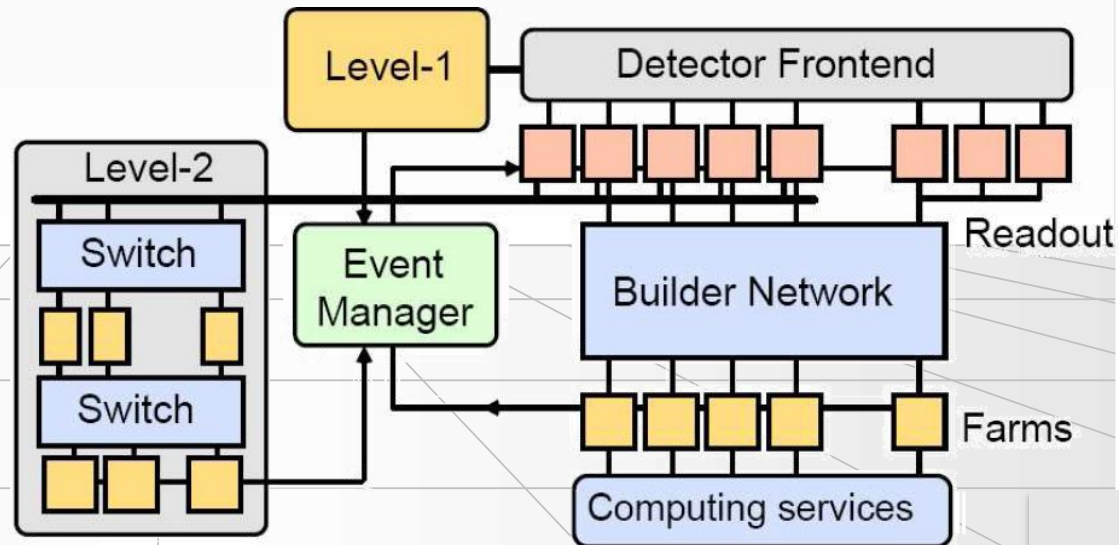 Level-1
Detector Frontend
Level-2
Switch
Event
Manager
Readout
Builder Network
Switch
Farms
Computing services